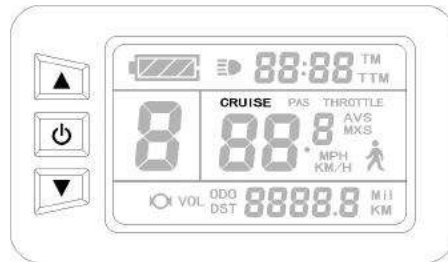 88:88 TM
TTM
CRUISE PAS THROTTLE
8 88.8 AVS
MXS
MPH
KM/H
VOL ODO 8888.8 Mil
DST KM